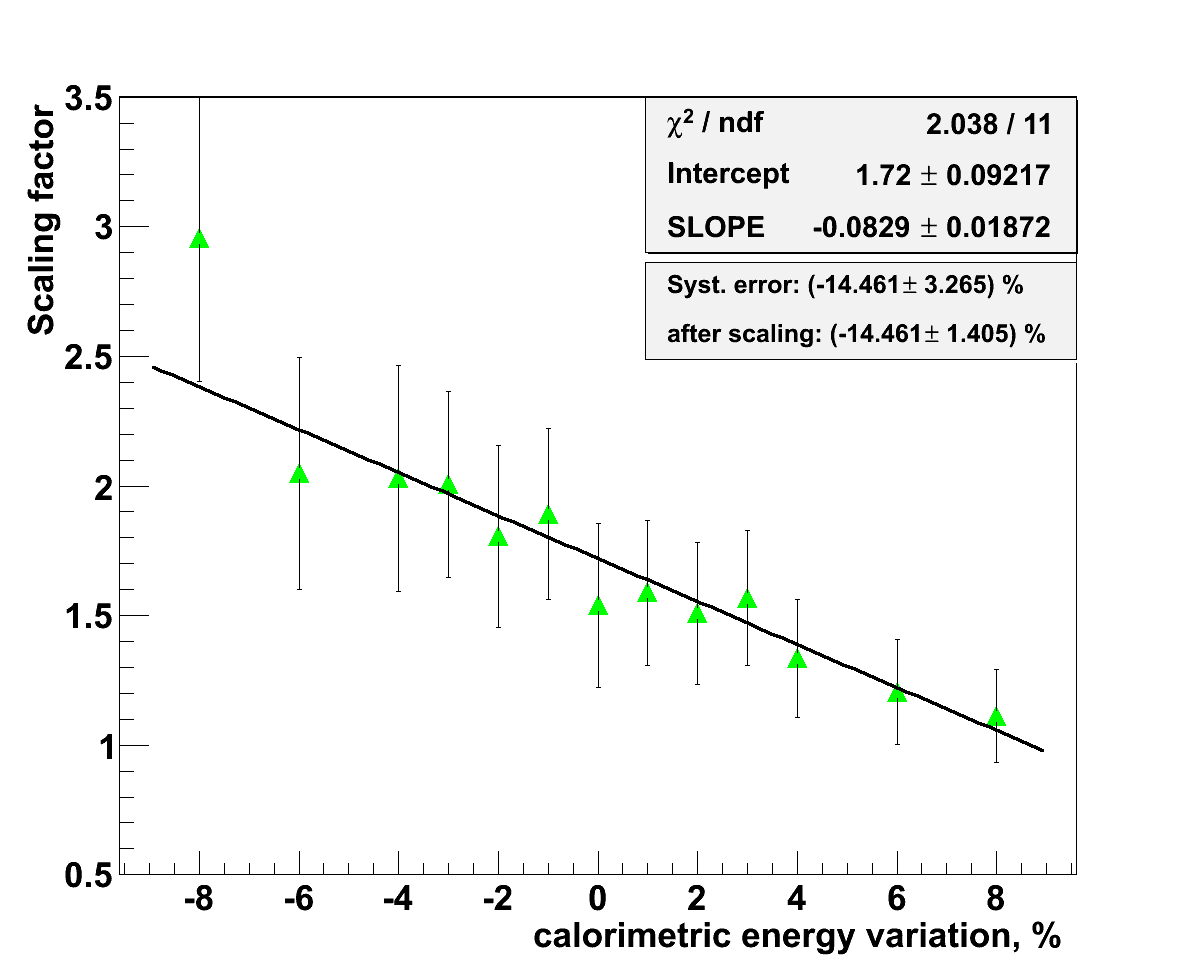 Scaling factor
3.5
3
2.5
2
1.5
1
0.5
χ² / ndf 2.038 / 11
Intercept 1.72 ± 0.09217
SLOPE -0.0829 ± 0.01872
Syst. error: (-14.461± 3.265) %
after scaling: (-14.461± 1.405) %
-8 -6 -4 -2 0 2 4 6 8
calorimetric energy variation, %